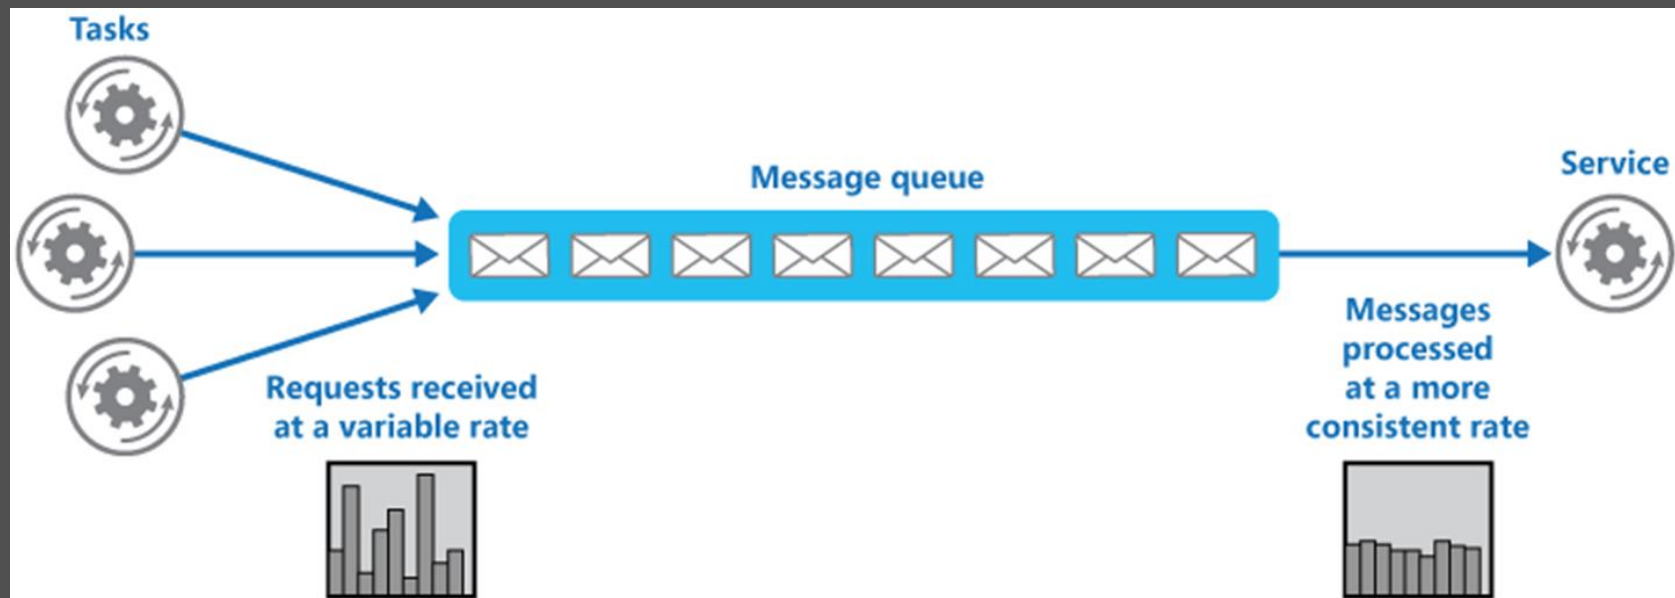 Tasks
Message queue
Service
Requests received
at a variable rate
Messages
processed
at a more
consistent rate